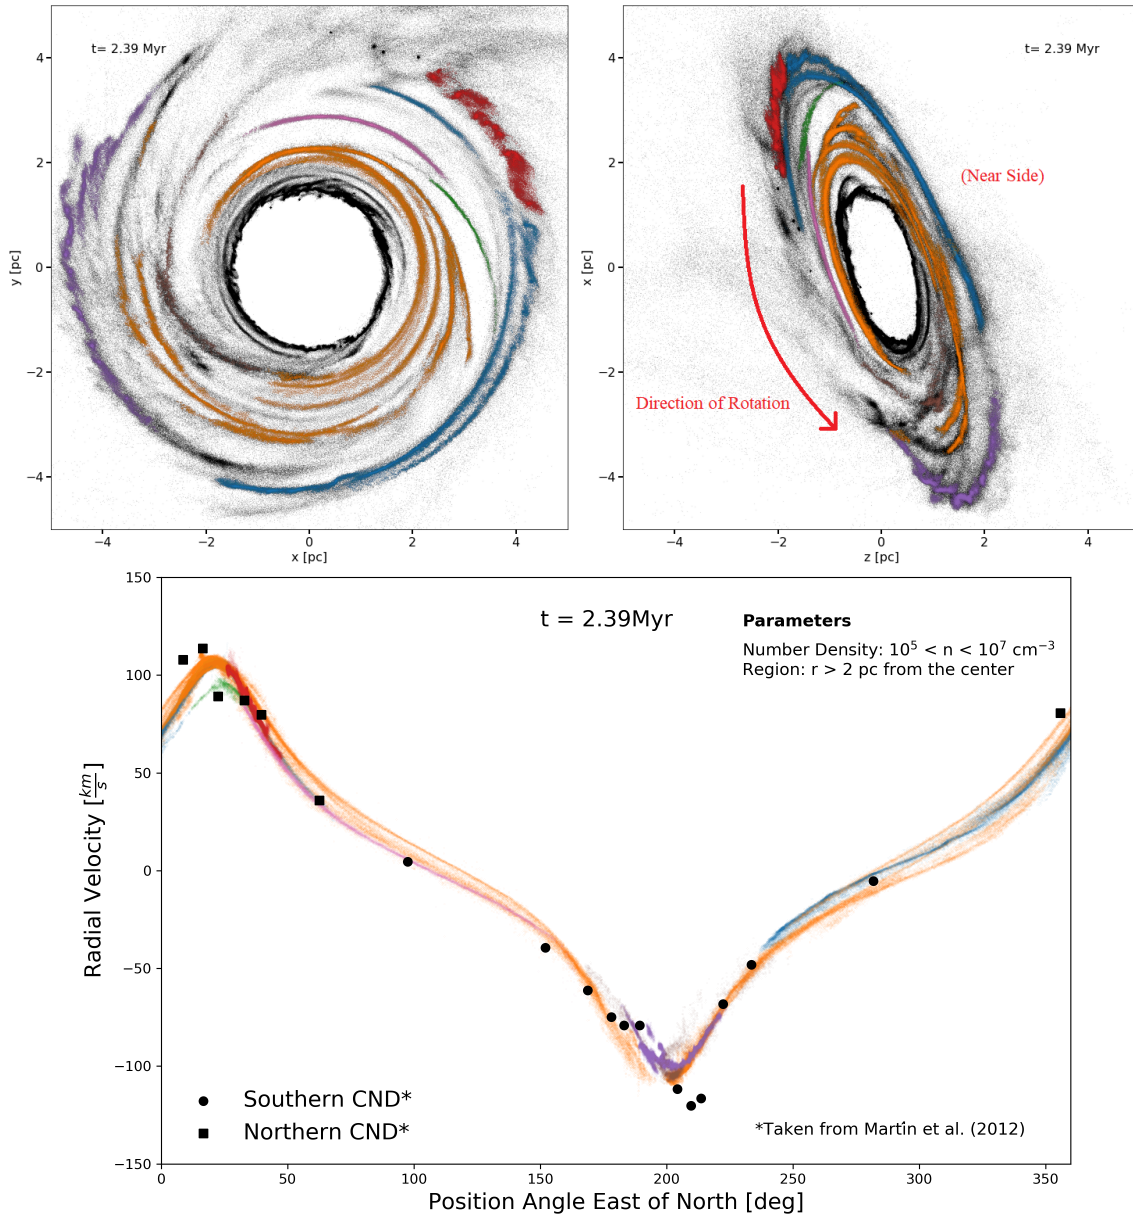 t= 2.39 Myr
4
2
0
−2
−4
y [pc]
−4
−2
0
2
4
x [pc]
t= 2.39 Myr
(Near Side)
Direction of Rotation
4
2
0
−2
−4
x [pc]
−4
−2
0
2
4
z [pc]
150
100
50
0
−50
−100
−150
Radial Velocity [km/s]
t = 2.39Myr
Parameters
Number Density: 10⁵ < n < 10⁷ cm⁻³
Region: r > 2 pc from the center
Southern CND*
Northern CND*
*Taken from Martín et al. (2012)
0
50
100
150
200
250
300
350
Position Angle East of North [deg]